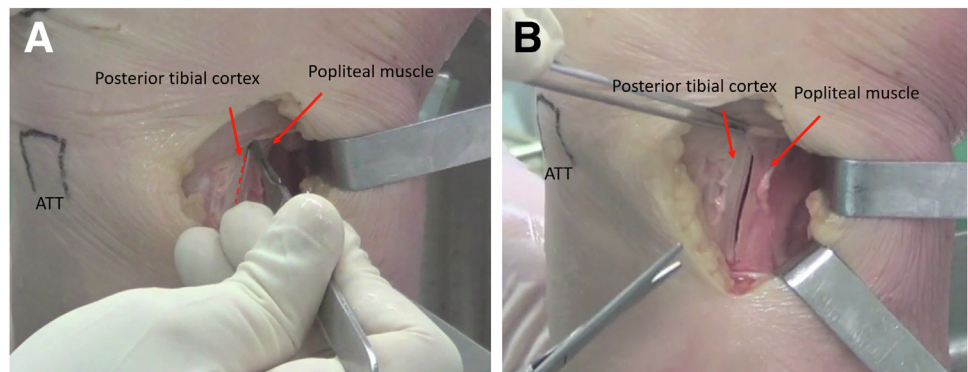 A
Posterior tibial cortex
Popliteal muscle
ATT
B
Posterior tibial cortex
Popliteal muscle
ATT